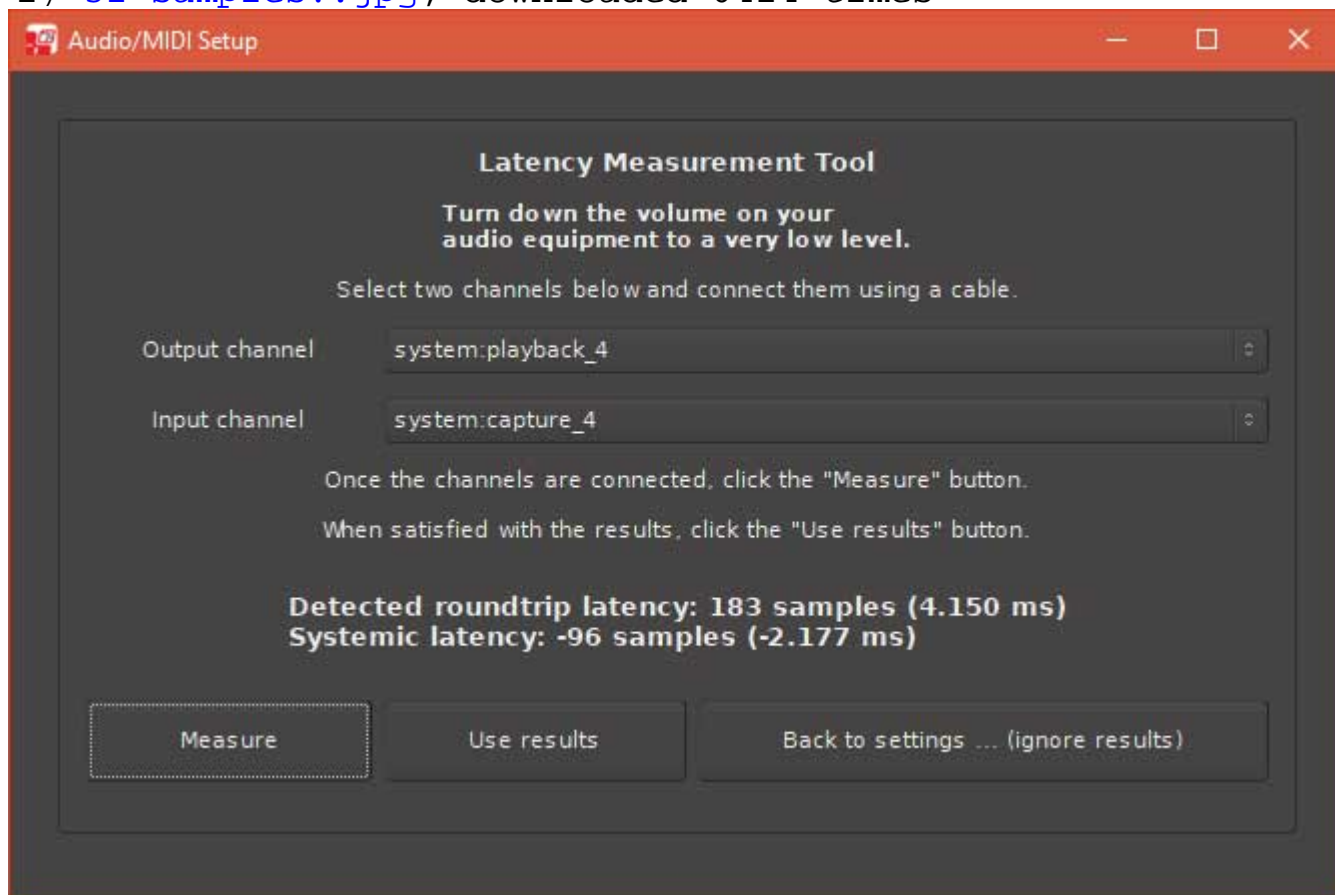 Audio/MIDI Setup
Latency Measurement Tool
Turn down the volume on your
audio equipment to a very low level.
Select two channels below and connect them using a cable.
Output channel system:playback_4
Input channel system:capture_4
Once the channels are connected, click the "Measure" button.
When satisfied with the results, click the "Use results" button.
Detected roundtrip latency: 183 samples (4.150 ms)
Systemic latency: -96 samples (-2.177 ms)
Measure Use results Back to settings ... (ignore results)